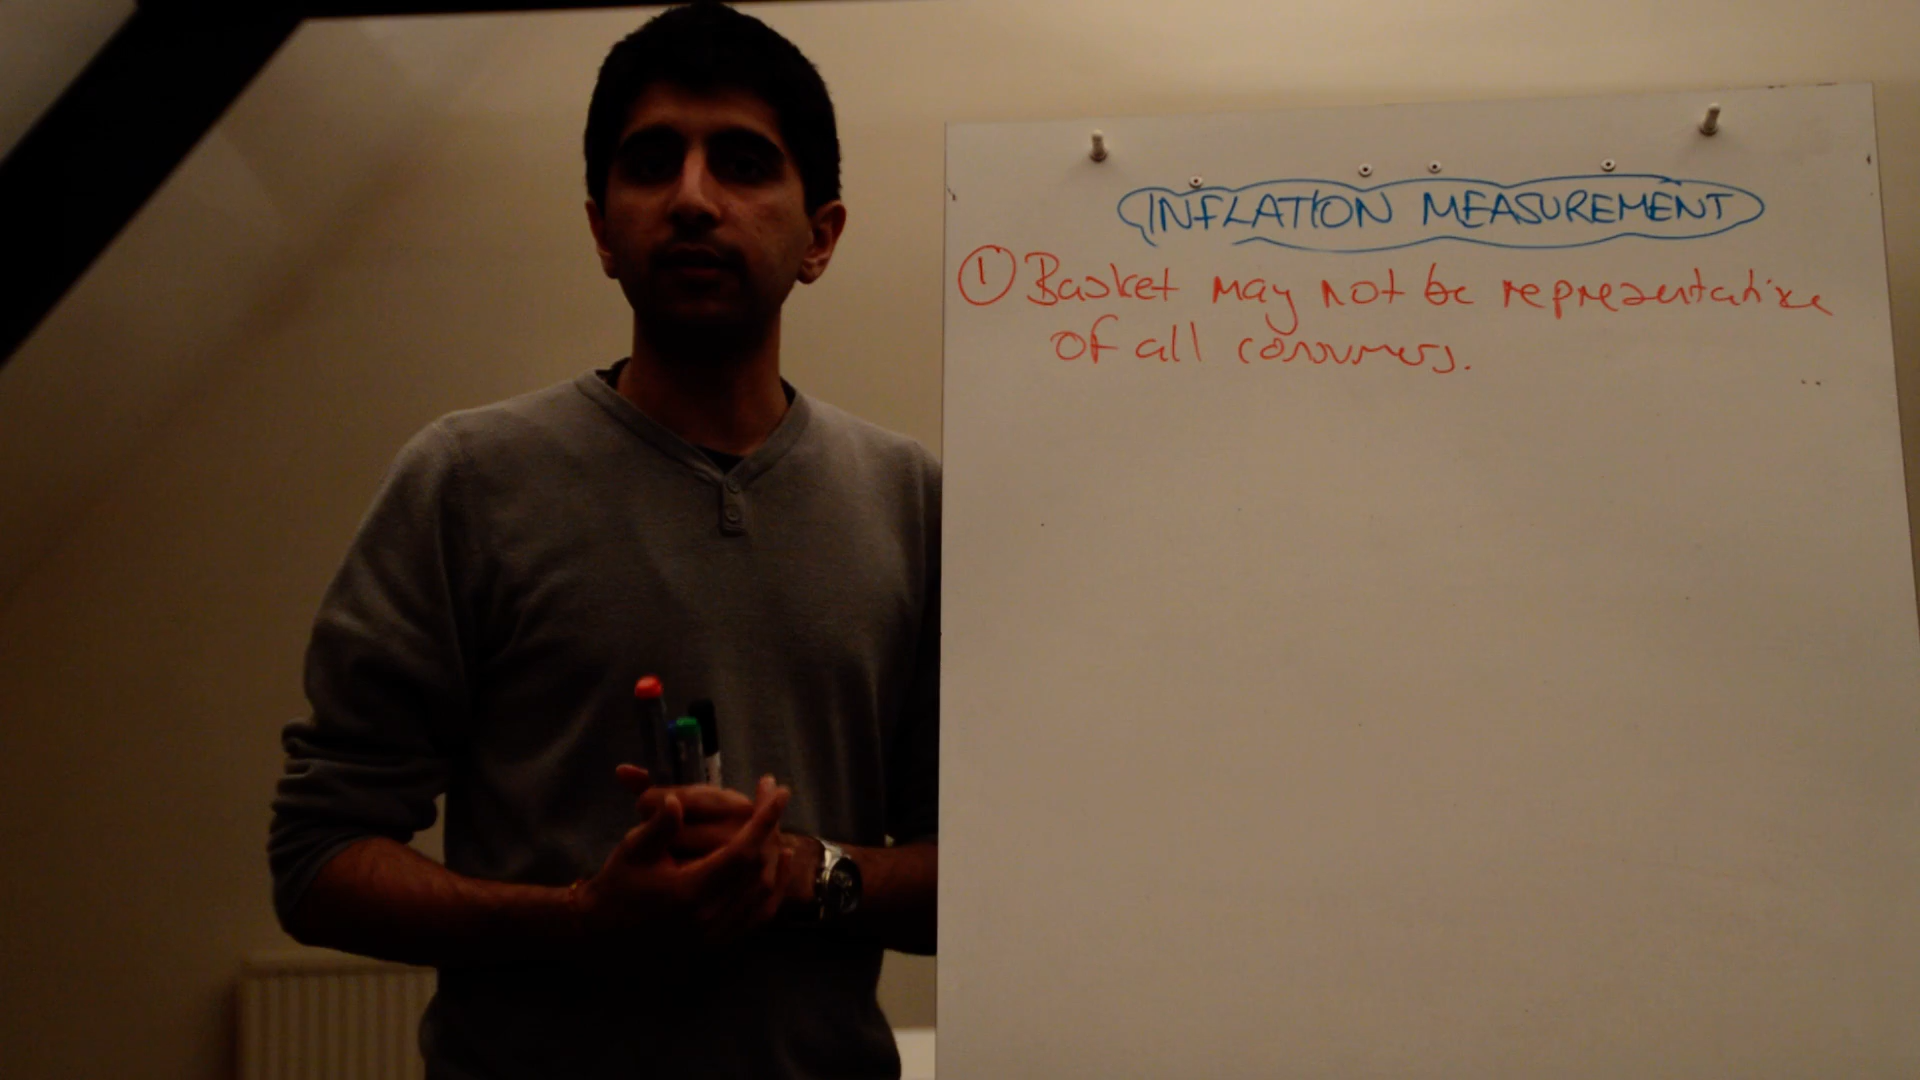 INFLATION MEASUREMENT
① Basket may not be representative
of all consumers.